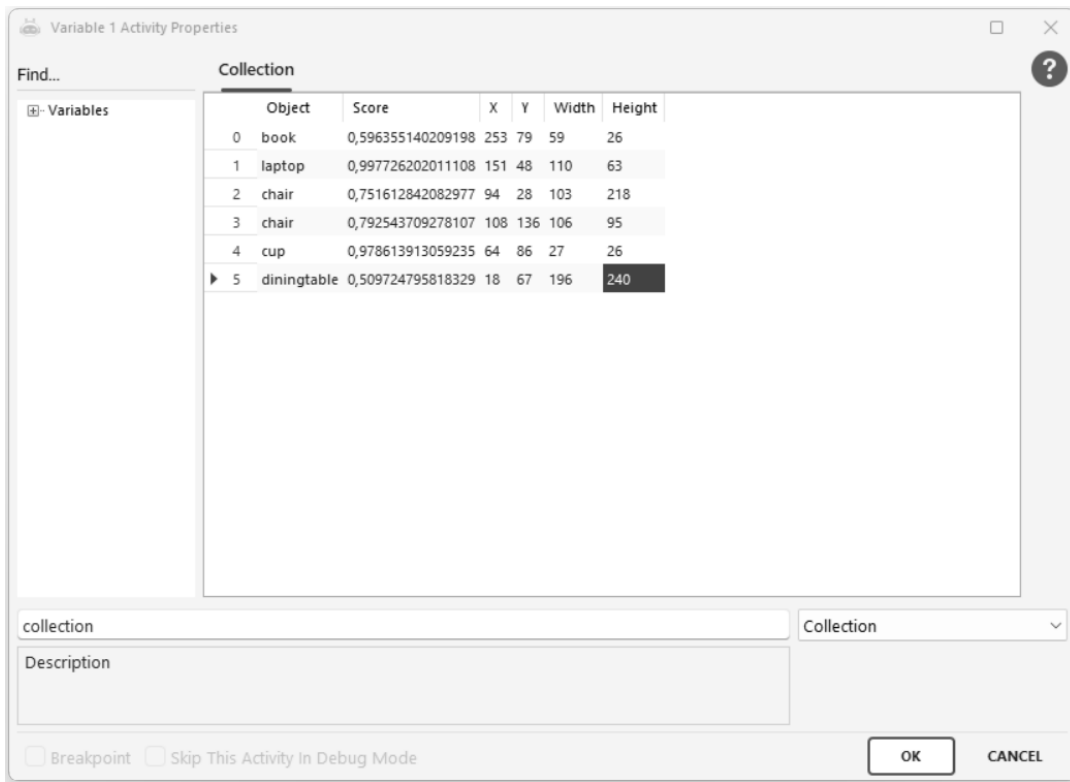 Variable 1 Activity Properties
Find...
Collection
?
Variables
Object Score X Y Width Height
0 book 0,596355140209198 253 79 59 26
1 laptop 0,997726202011108 151 48 110 63
2 chair 0,751612842082977 94 28 103 218
3 chair 0,792543709278107 108 136 106 95
4 cup 0,978613913059235 64 86 27 26
5 diningtable 0,509724795818329 18 67 196 240
collection
Collection
Description
Breakpoint Skip This Activity In Debug Mode
OK CANCEL